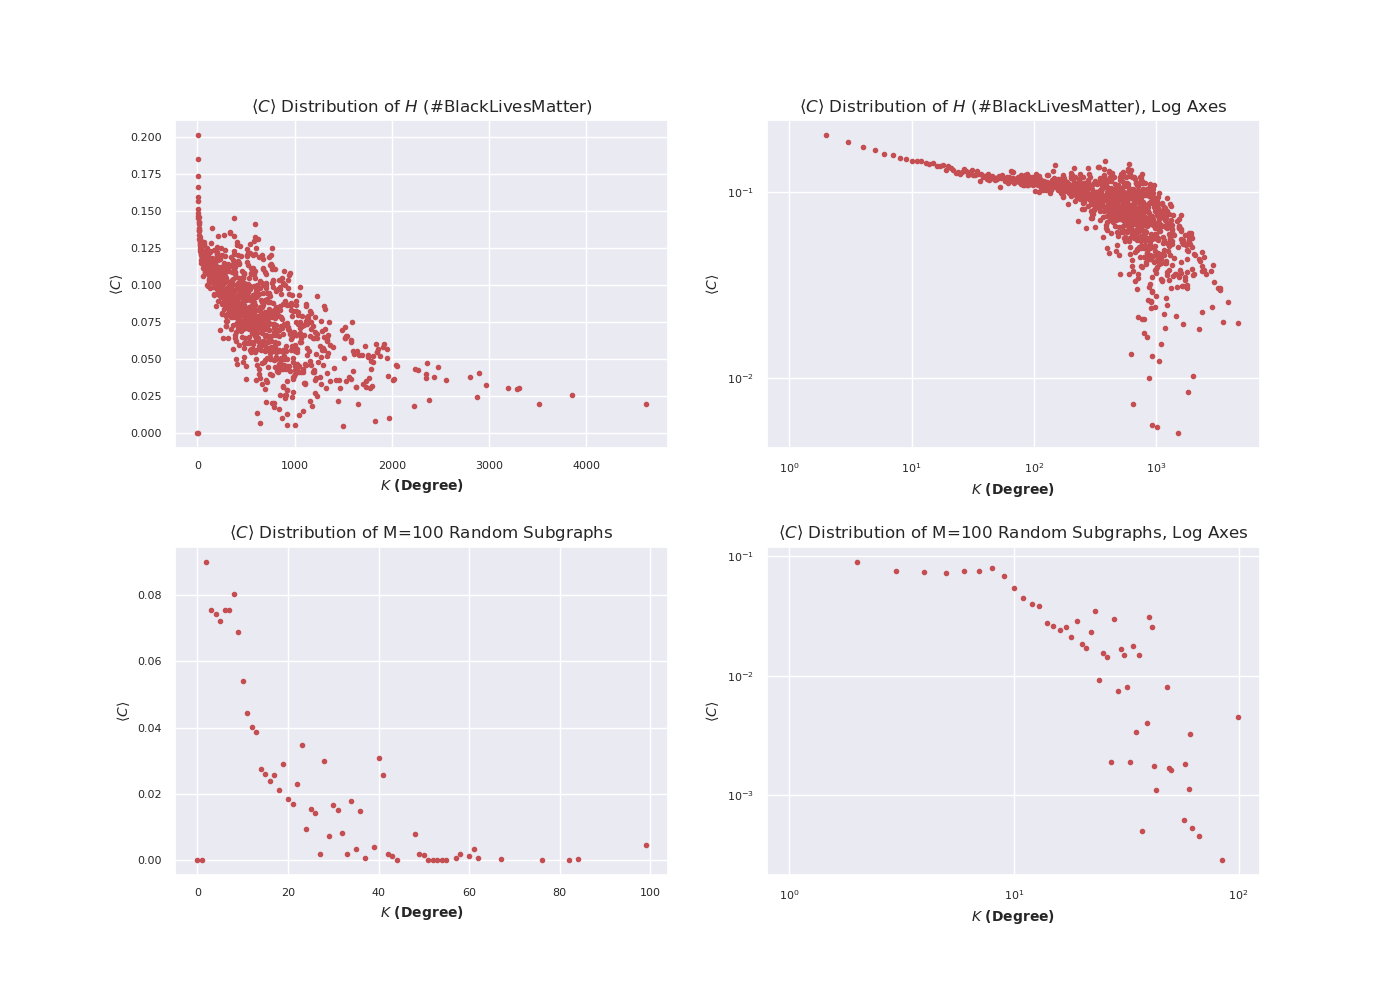 ⟨C⟩ Distribution of H (#BlackLivesMatter)
0.200
0.175
0.150
0.125
0.100
0.075
0.050
0.025
0.000
⟨C⟩
0 1000 2000 3000 4000
K (Degree)
⟨C⟩ Distribution of H (#BlackLivesMatter), Log Axes
10⁻¹
10⁻²
⟨C⟩
10⁰ 10¹ 10² 10³
K (Degree)
⟨C⟩ Distribution of M=100 Random Subgraphs
0.08
0.06
0.04
0.02
0.00
⟨C⟩
0 20 40 60 80 100
K (Degree)
⟨C⟩ Distribution of M=100 Random Subgraphs, Log Axes
10⁻¹
10⁻²
10⁻³
⟨C⟩
10⁰ 10¹ 10²
K (Degree)